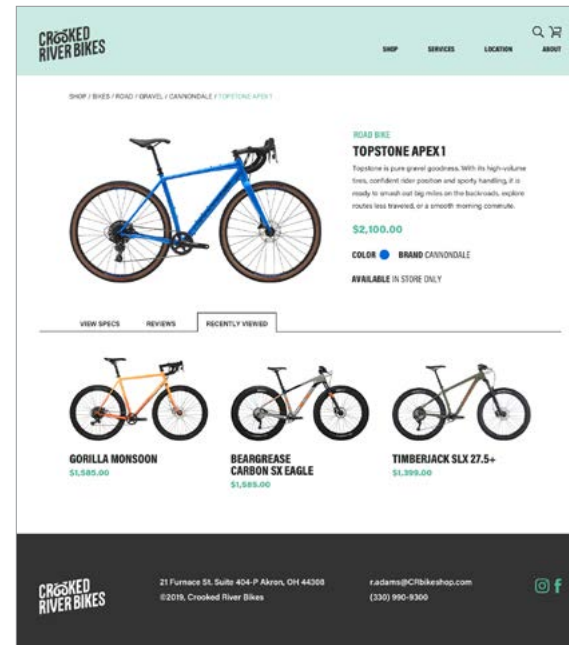 CROOKED
RIVER BIKES
SHOP SERVICES LOCATION ABOUT
SHOP / BIKES / ROAD / GRAVEL / CANNONDALE / TOPSTONE APEX 1
ROAD BIKE
TOPSTONE APEX 1
Topstone is pure gravel goodness. With its high-volume
tires, confident rider position and sporty handling, it is
ready to smash out big miles on the backroads, explore
routes less traveled, or a smooth morning commute.
$2,100.00
COLOR BRAND CANNONDALE
AVAILABLE IN STORE ONLY
VIEW SPECS REVIEWS RECENTLY VIEWED
GORILLA MONSOON
$1,585.00
BEARGREASE
CARBON SX EAGLE
$1,585.00
TIMBERJACK SLX 27.5+
$1,399.00
CROOKED
RIVER BIKES
21 Furnace St. Suite 404-P Akron, OH 44308
©2019, Crooked River Bikes
r.adams@CRbikeshop.com
(330) 990-9300